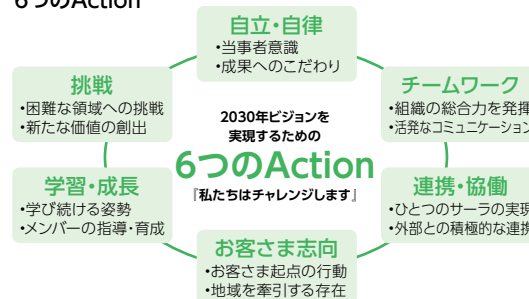 6つのAction
自立・自律
•当事者意識
•成果へのこだわり
挑戦
•困難な領域への挑戦
•新たな価値の創出
チームワーク
•組織の総合力を発揮
•活発なコミュニケーション
2030年ビジョンを
実現するための
6つのAction
『私たちはチャレンジします』
学習・成長
•学び続ける姿勢
•メンバーの指導・育成
連携・協働
•ひとつのサーラの実現
•外部との積極的な連携
お客さま志向
•お客さま起点の行動
•地域を牽引する存在